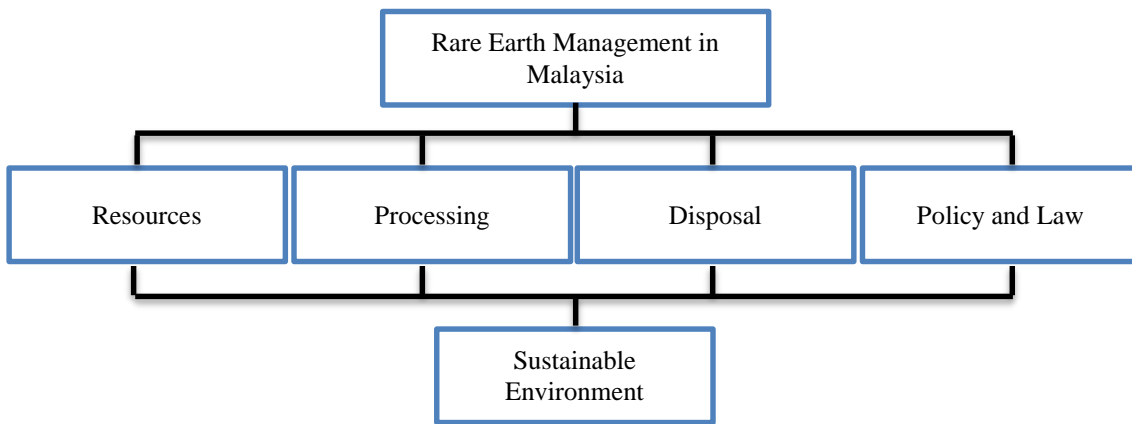 Rare Earth Management in
Malaysia
Resources
Processing
Disposal
Policy and Law
Sustainable
Environment